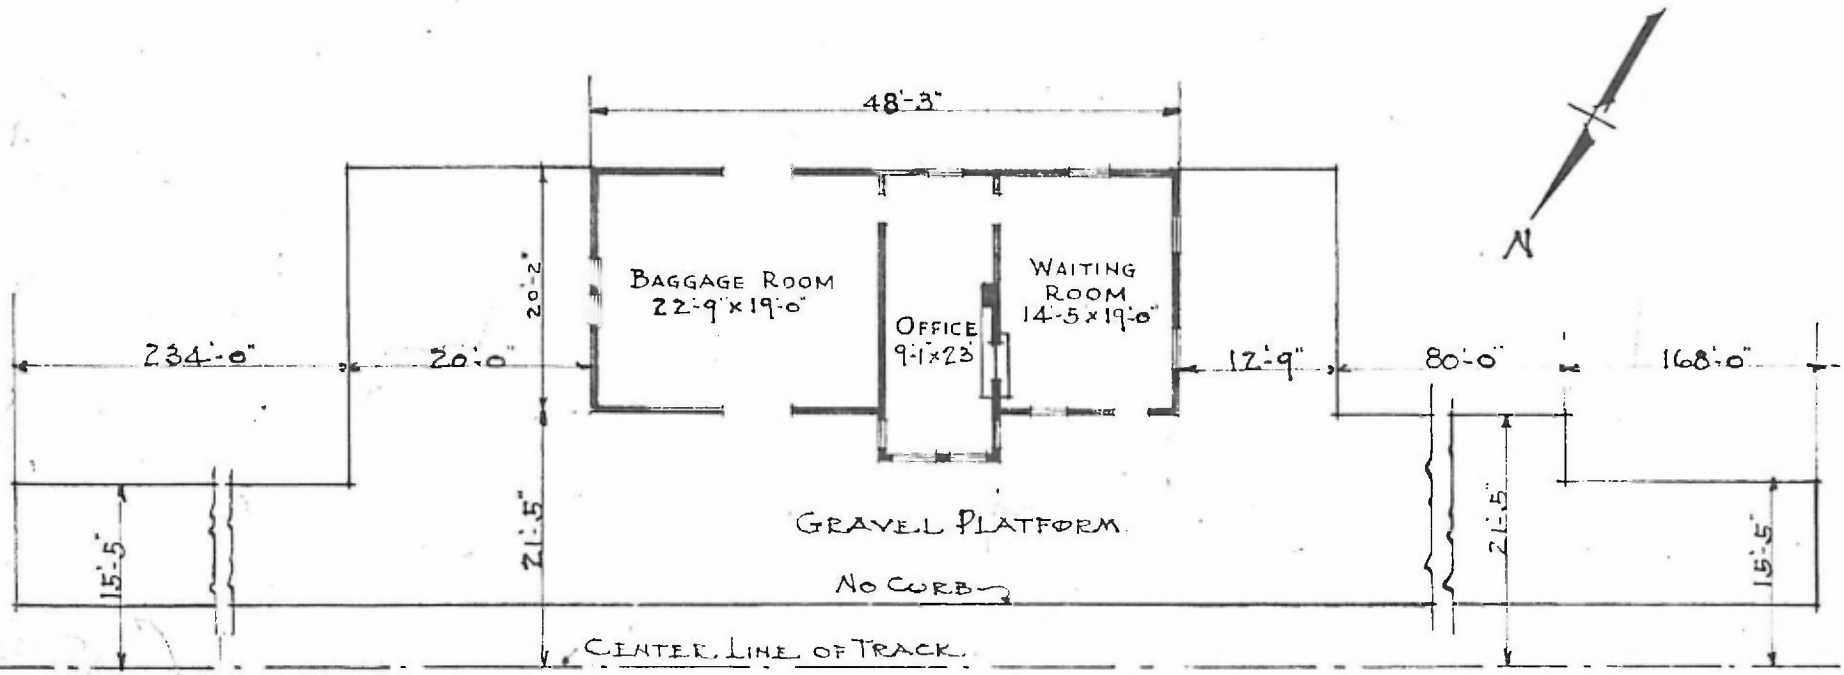 48'-3"
N
BAGGAGE ROOM
22'-9" x 19'-0"
WAITING
ROOM
14'-5 x 19'-0"
OFFICE
9'-1" x 23'
20'-2"
234'-0"
20'-0"
12'-9"
80'-0"
168'-0"
15'-5"
21'-5"
GRAVEL PLATFORM
21'-5"
15'-5"
NO CURB
CENTER LINE OF TRACK.